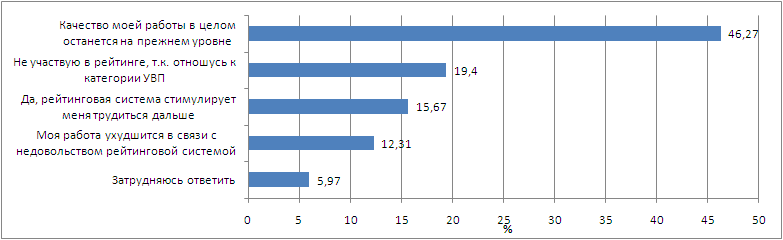 Качество моей работы в целом
останется на прежнем уровне
46,27
Не участвую в рейтинге, т.к. отношусь к
категории УВП
19,4
Да, рейтинговая система стимулирует
меня трудиться дальше
15,67
Моя работа ухудшится в связи с
недовольством рейтинговой системой
12,31
Затрудняюсь ответить
5,97
0 5 10 15 20 25 30 35 40 45 50
%